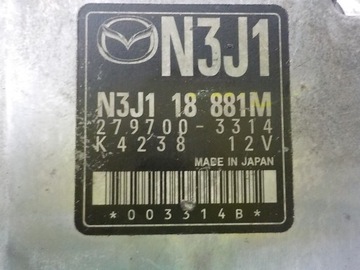 N3J1
N3J1 18 881M
279700-3314
K4238 12V
MADE IN JAPAN
*003314B*